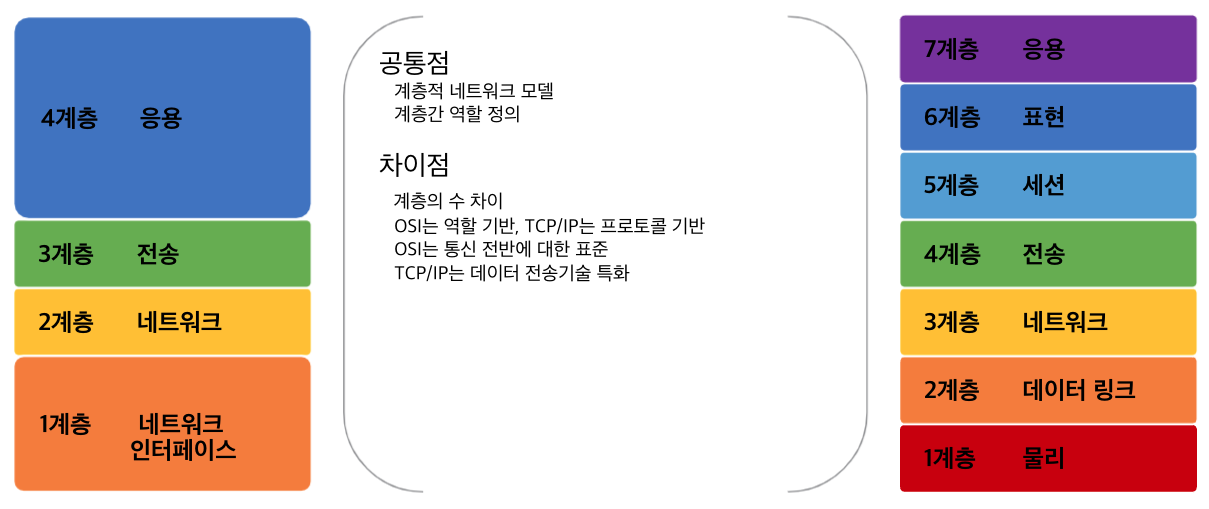 4계층 응용
3계층 전송
2계층 네트워크
1계층 네트워크
인터페이스
공통점
계층적 네트워크 모델
계층간 역할 정의
차이점
계층의 수 차이
OSI는 역할 기반, TCP/IP는 프로토콜 기반
OSI는 통신 전반에 대한 표준
TCP/IP는 데이터 전송기술 특화
7계층 응용
6계층 표현
5계층 세션
4계층 전송
3계층 네트워크
2계층 데이터 링크
1계층 물리